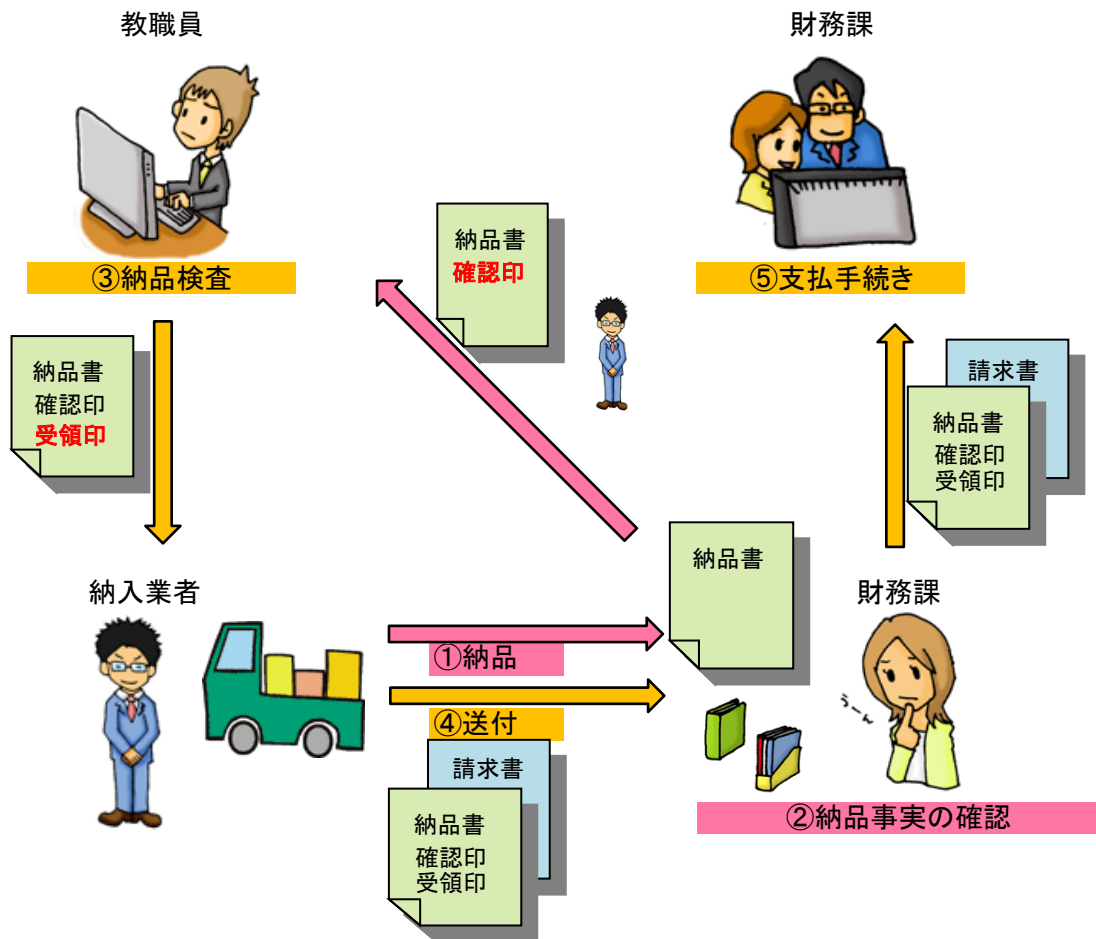 教職員
財務課
③納品検査
納品書
確認印
⑤支払手続き
納品書
確認印
受領印
請求書
納品書
確認印
受領印
納品書
納入業者
財務課
①納品
④送付
うーん
請求書
納品書
確認印
受領印
②納品事実の確認